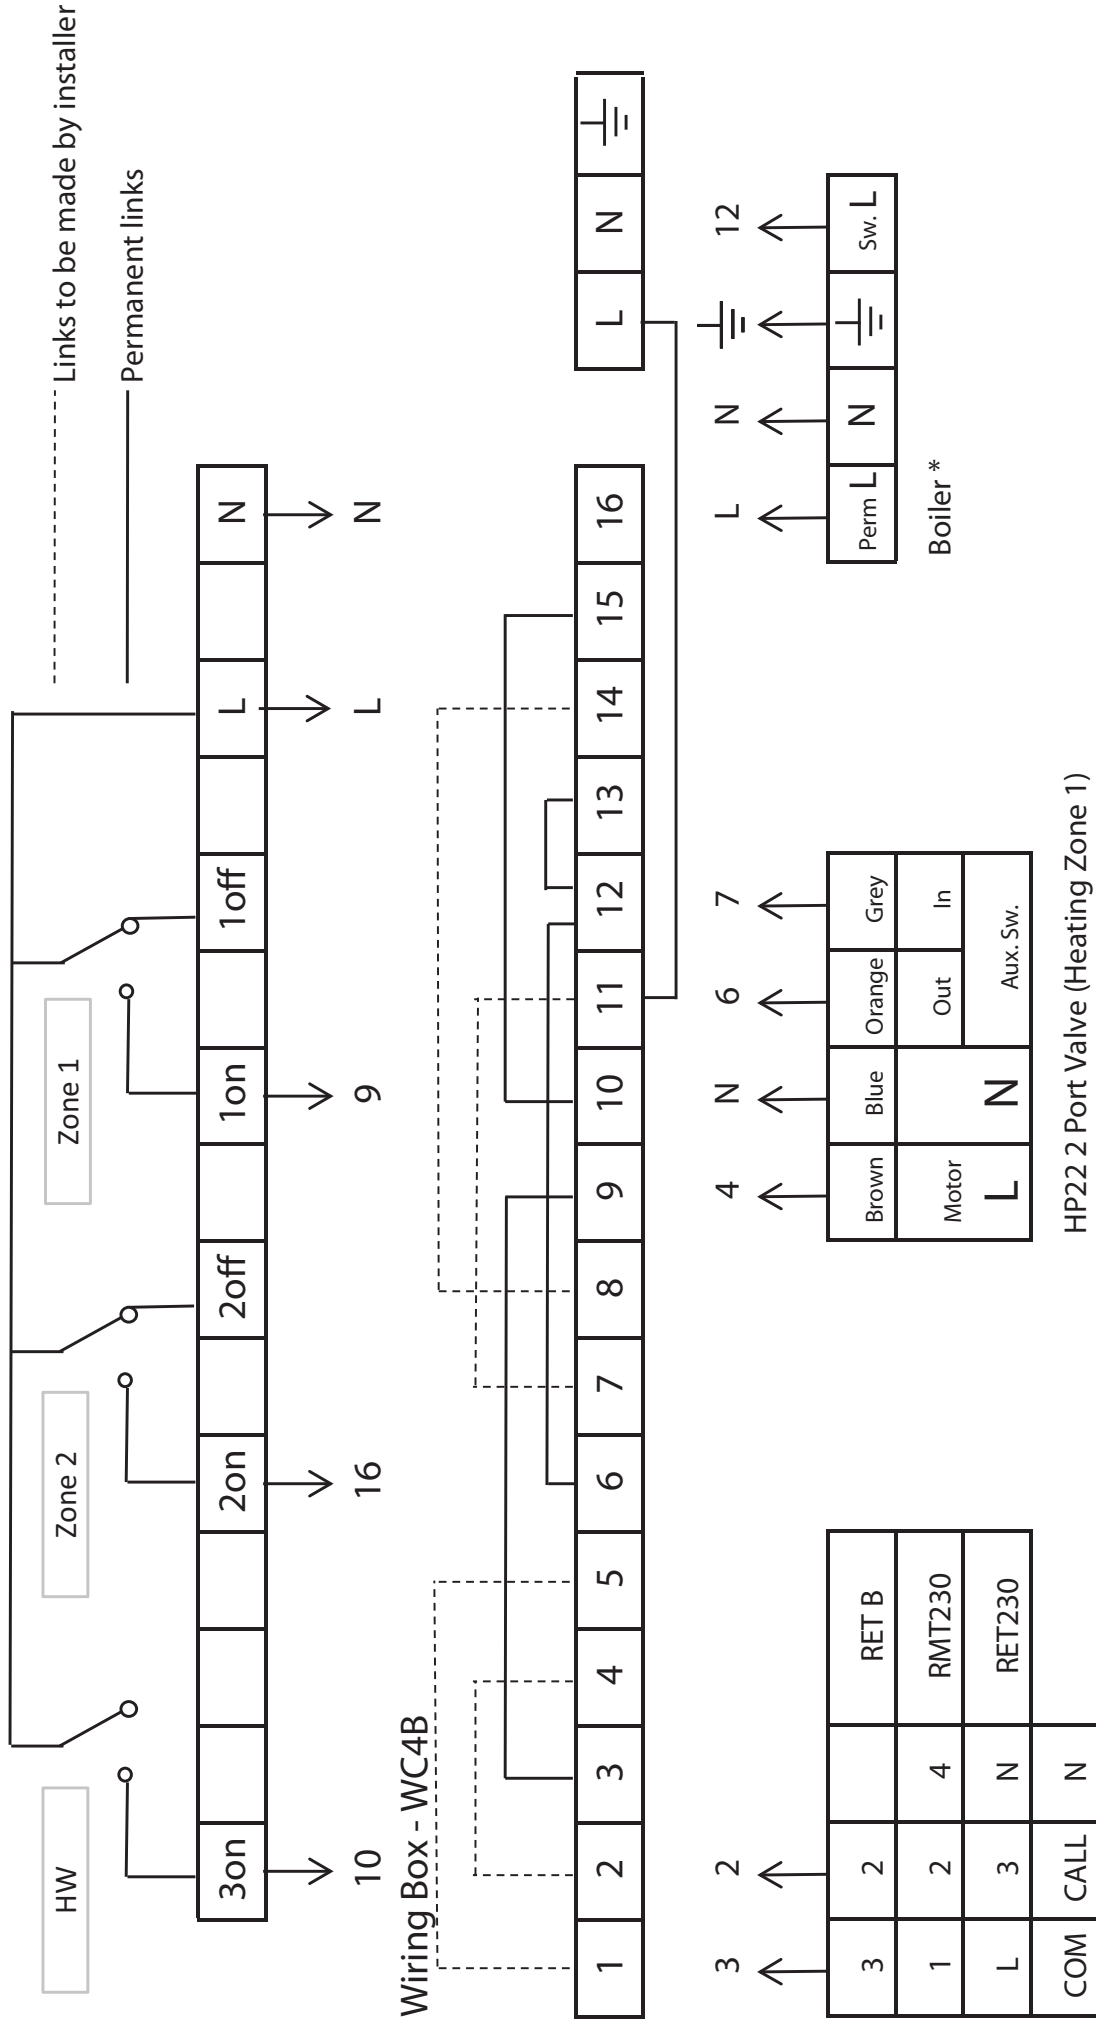 Links to be made by installer
Permanent links
HW
Zone 2
Zone 1
3on 2on 2off 1on 1off L N
10 16 9 L N
Wiring Box - WC4B
1 2 3 4 5 6 7 8 9 10 11 12 13 14 15 16
L N
3 2
3 2 RET B
1 2 4 RMT230
L 3 N RET230
COM CALL N
4 N 6 7
Brown Blue Orange Grey
Motor Out In
L N Aux. Sw.
HP22 2 Port Valve (Heating Zone 1)
L N 12
Perm L N Sw. L
Boiler *